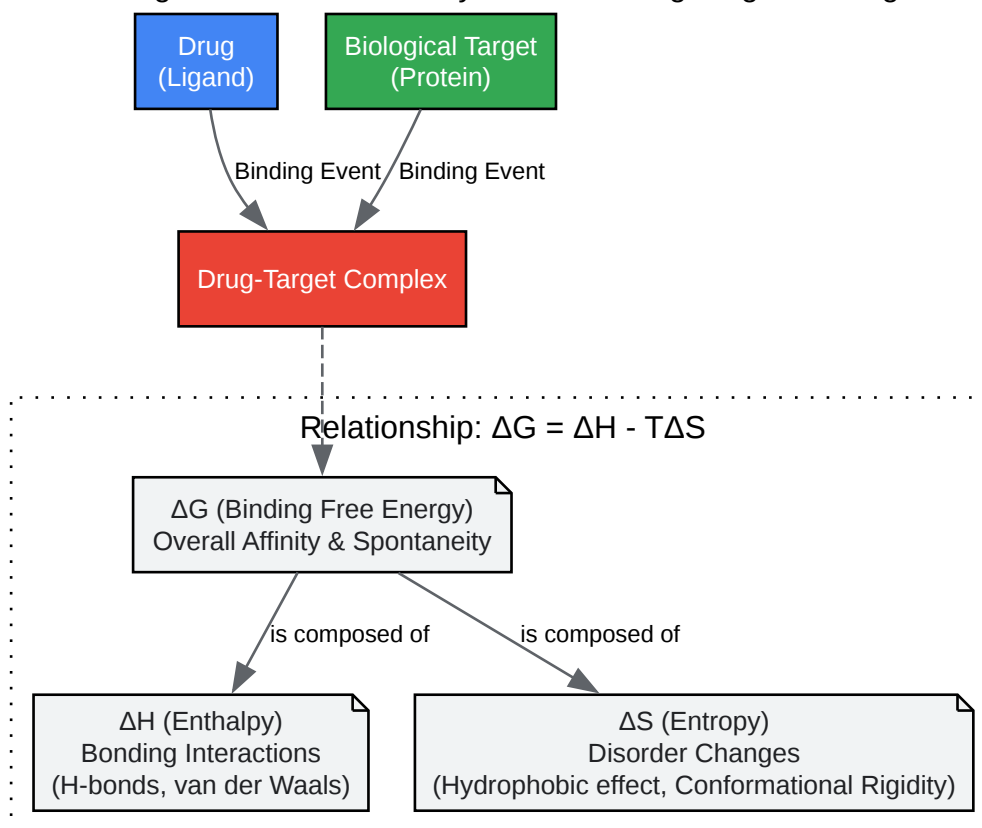 Drug
(Ligand)
Biological Target
(Protein)
Binding Event
Binding Event
Drug-Target Complex
Relationship: ΔG = ΔH - TΔS
ΔG (Binding Free Energy)
Overall Affinity & Spontaneity
is composed of
is composed of
ΔH (Enthalpy)
Bonding Interactions
(H-bonds, van der Waals)
ΔS (Entropy)
Disorder Changes
(Hydrophobic effect, Conformational Rigidity)